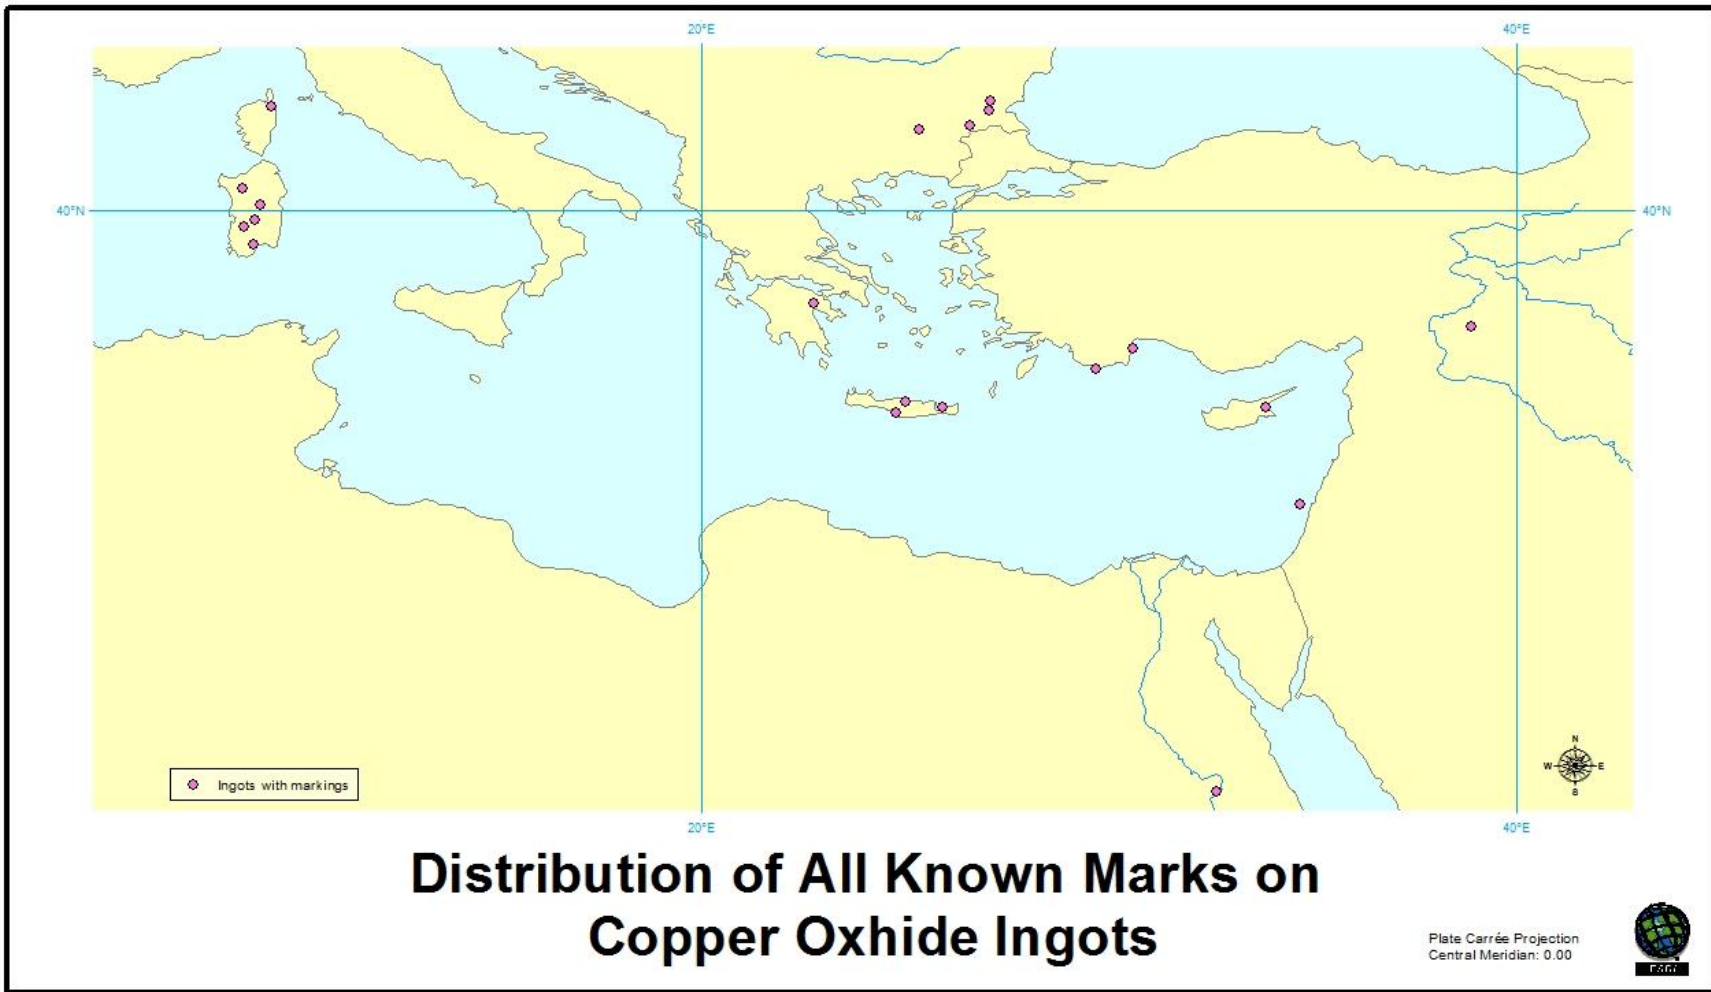 20°E 40°E
40°N 40°N
N
W E
S
Ingots with markings
20°E 40°E
Distribution of All Known Marks on
Copper Oxhide Ingots
Plate Carrée Projection
Central Meridian: 0.00